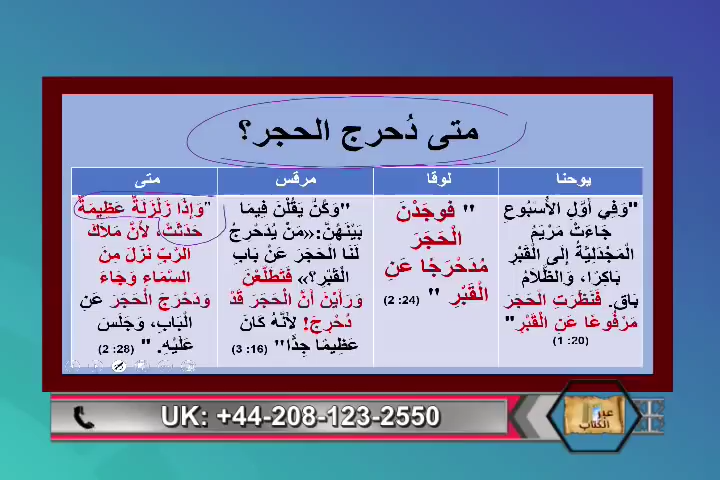 متى دُحرج الحجر؟
يوحنا
"وَفِي أَوَّلِ الأُسْبُوعِ
جَاءَتْ مَرْيَمُ
الْمَجْدَلِيَّةُ إِلَى الْقَبْرِ
بَاكِرًا، وَالظَّلاَمُ
بَاق. فَنَظَرَتِ الْحَجَرَ
مَرْفُوعًا عَنِ الْقَبْرِ"
(1 :20)
لوقا
" فَوَجَدْنَ
الْحَجَرَ
مُدَحْرَجًا عَنِ
الْقَبْرِ " (2 :24)
مرقس
"وَكُنَّ يَقُلْنَ فِيمَا
بَيْنَهُنَّ:«مَنْ يُدَحْرِجُ
لَنَا الْحَجَرَ عَنْ بَابِ
الْقَبْرِ؟» فَتَطَلَّعْنَ
وَرَأَيْنَ أَنَّ الْحَجَرَ قَدْ
دُحْرِجَ! لأَنَّهُ كَانَ
عَظِيمًا جِدًّا" (3 :16)
متى
"وَإِذَا زَلْزَلَةٌ عَظِيمَةٌ
حَدَثَتْ، لأَنَّ مَلاَكَ
الرَّبِّ نَزَلَ مِنَ
السَّمَاءِ وَجَاءَ
وَدَحْرَجَ الْحَجَرَ عَنِ
الْبَابِ، وَجَلَسَ
عَلَيْهِ. " (2 :28)
UK: +44-208-123-2550
عبر
الكتاب